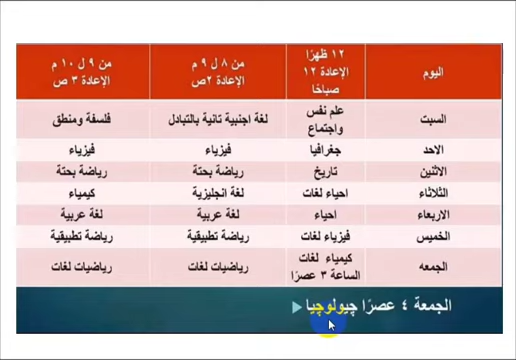 اليوم
١٢ ظهرًا
الإعادة ١٢
صباحًا
من ٨ ل ٩ م
الإعادة ٢ص
من ٩ ل ١٠ م
الإعادة ٣ ص
السبت
علم نفس
واجتماع
لغة اجنبية تانية بالتبادل
فلسفة ومنطق
الاحد
جغرافيا
فيزياء
فيزياء
الاثنين
تاريخ
رياضة بحتة
رياضة بحتة
الثلاثاء
احياء لغات
لغة انجليزية
كيمياء
الاربعاء
احياء
لغة عربية
لغة عربية
الخميس
فيزياء لغات
رياضة تطبيقية
رياضة تطبيقية
الجمعه
كيمياء لغات
الساعة ٣ عصرًا
رياضيات لغات
رياضيات لغات
الجمعة ٤ عصرًا چيولوچيا